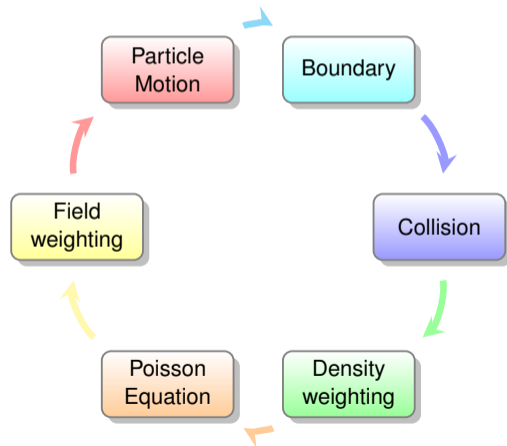 Particle
Motion
Boundary
Collision
Density
weighting
Poisson
Equation
Field
weighting